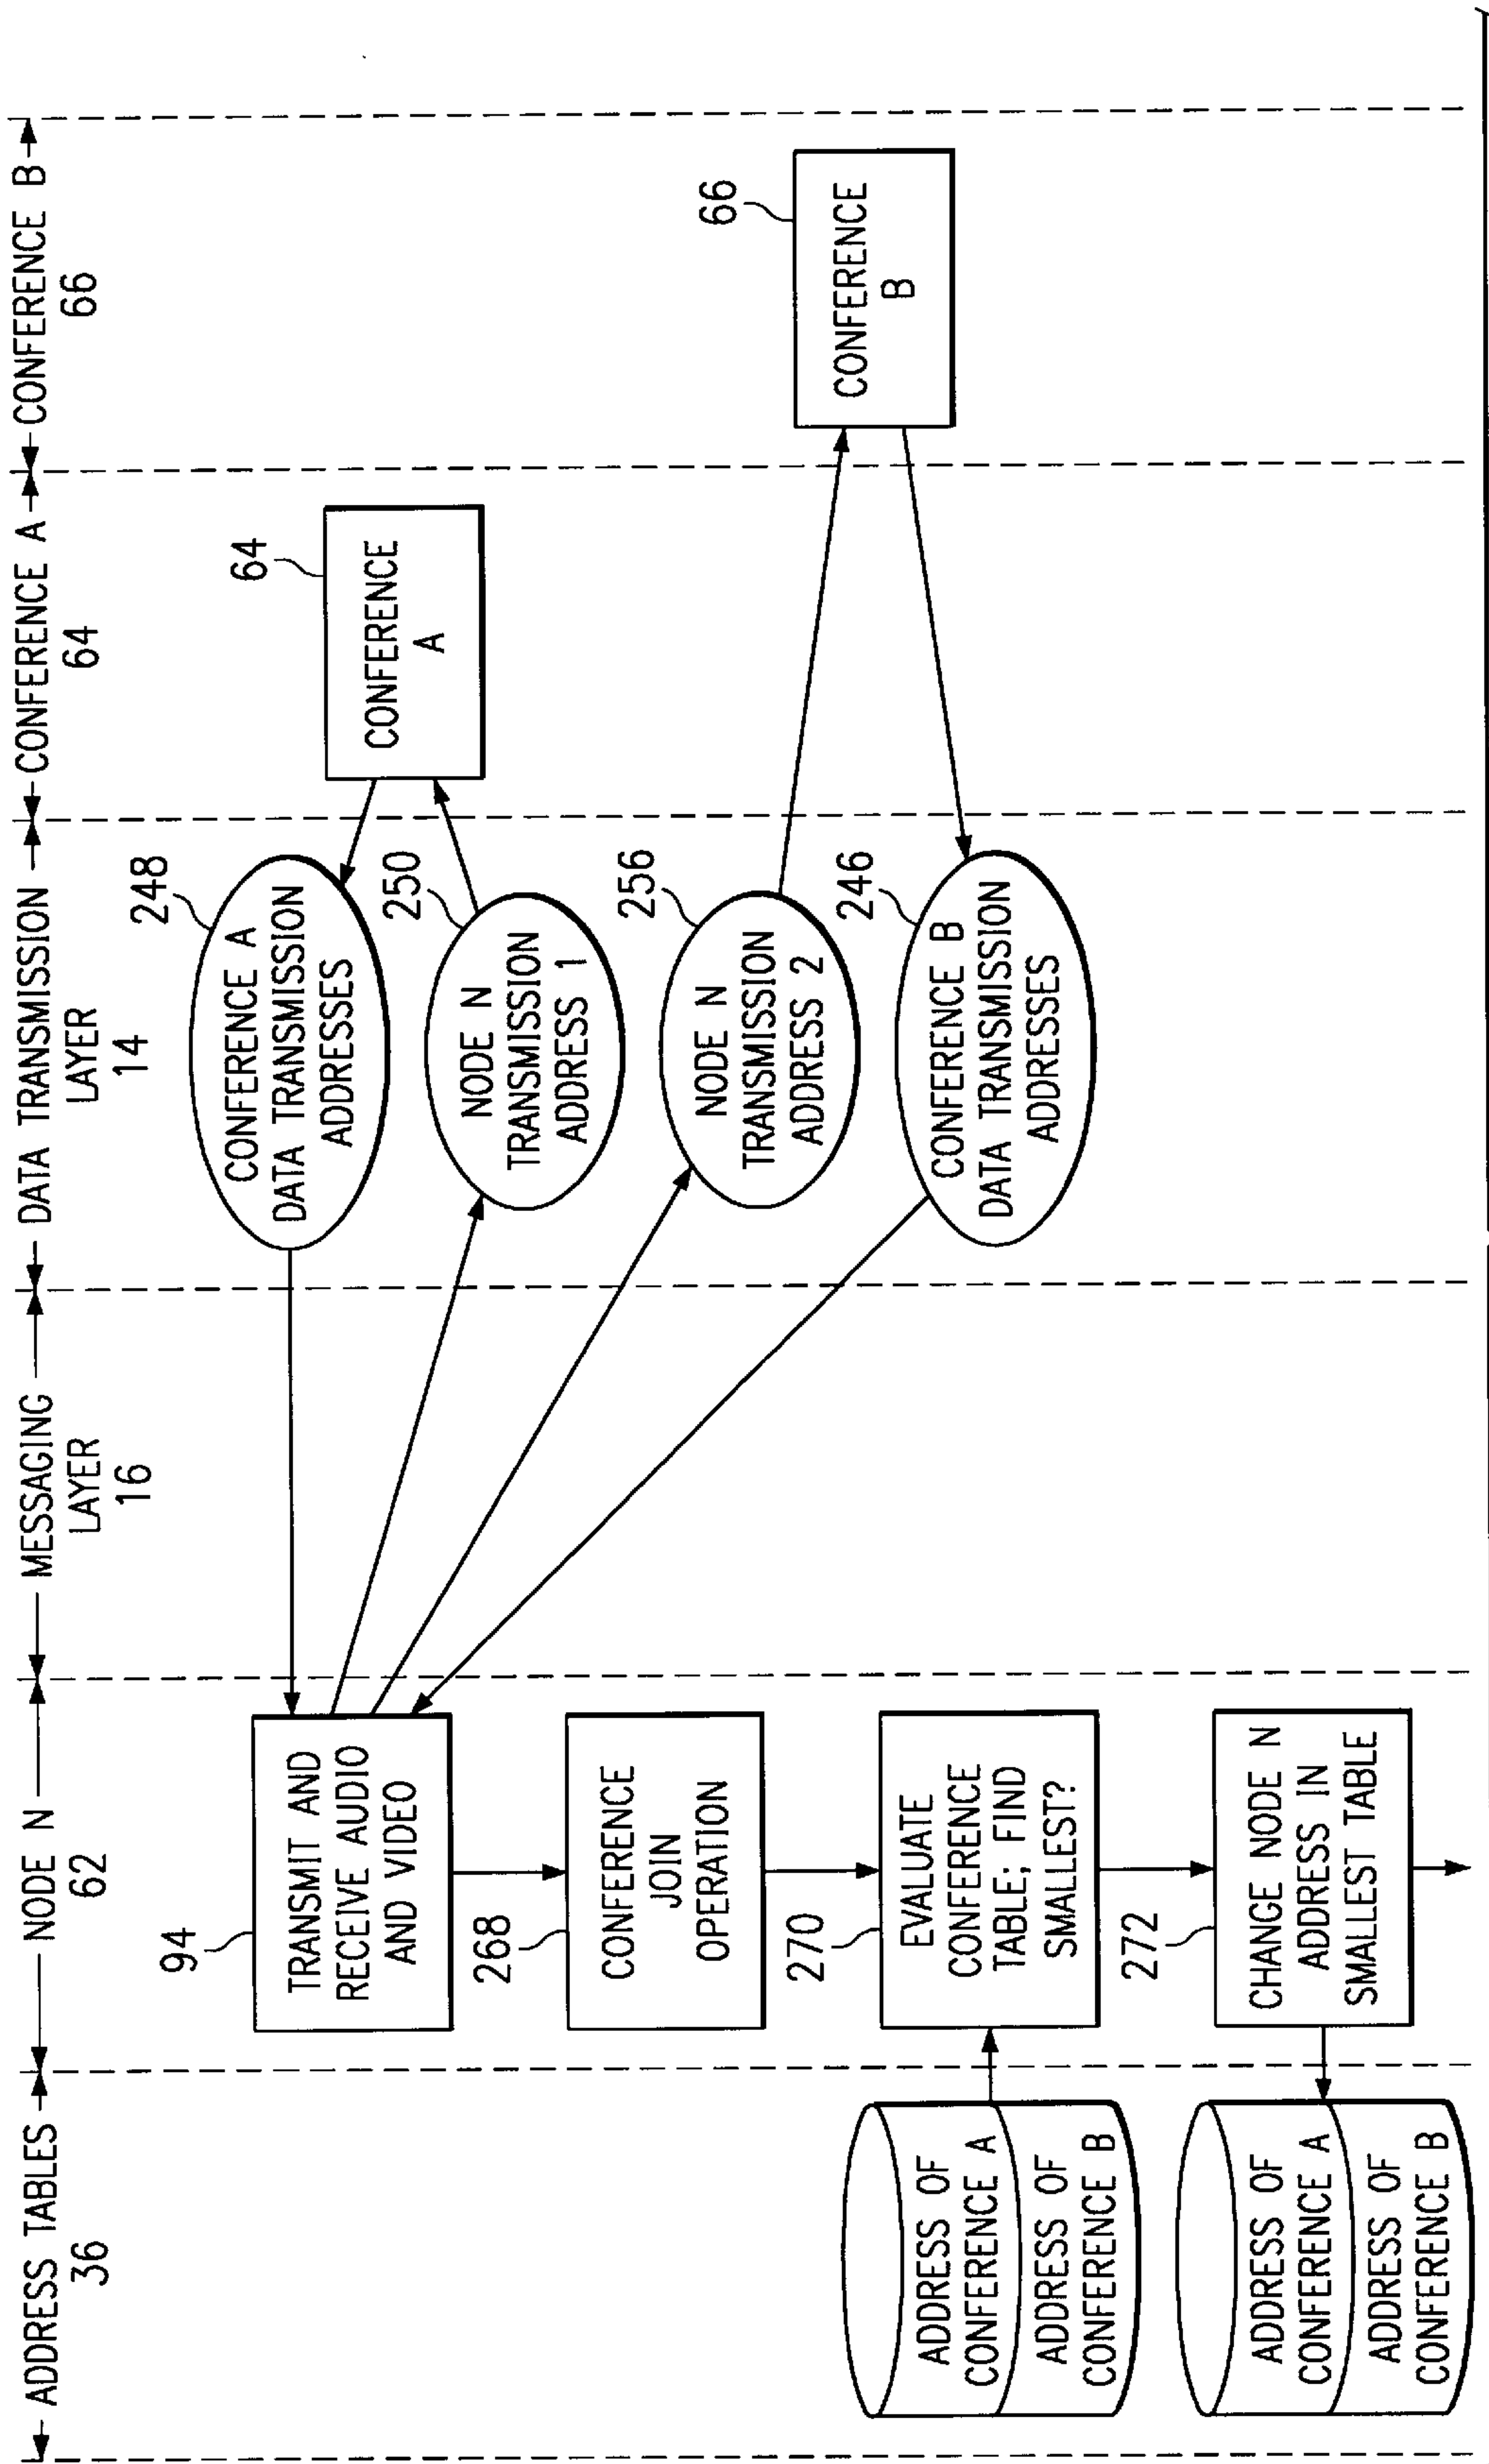 ADDRESS TABLES
36
NODE N
62
MESSAGING
LAYER
16
DATA TRANSMISSION
LAYER
14
CONFERENCE A
64
CONFERENCE B
66
94
TRANSMIT AND
RECEIVE AUDIO
AND VIDEO
248
CONFERENCE A
DATA TRANSMISSION
ADDRESSES
64
CONFERENCE
A
250
NODE N
TRANSMISSION
ADDRESS 1
268
CONFERENCE
JOIN
OPERATION
256
NODE N
TRANSMISSION
ADDRESS 2
66
CONFERENCE
B
246
CONFERENCE B
DATA TRANSMISSION
ADDRESSES
ADDRESS OF
CONFERENCE A
ADDRESS OF
CONFERENCE B
270
EVALUATE
CONFERENCE
TABLE; FIND
SMALLEST?
ADDRESS OF
CONFERENCE A
ADDRESS OF
CONFERENCE B
272
CHANGE NODE N
ADDRESS IN
SMALLEST TABLE